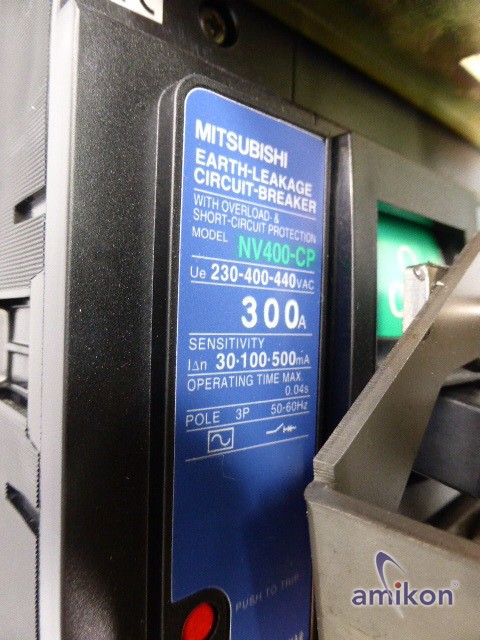 MITSUBISHI
EARTH-LEAKAGE
CIRCUIT-BREAKER
WITH OVERLOAD- &
SHORT-CIRCUIT PROTECTION
MODEL NV400-CP
Ue 230-400-440VAC
300A
SENSITIVITY
IΔn 30·100·500mA
OPERATING TIME MAX.
0.04s
POLE 3P 50-60Hz
PUSH TO TRIP
amikon®